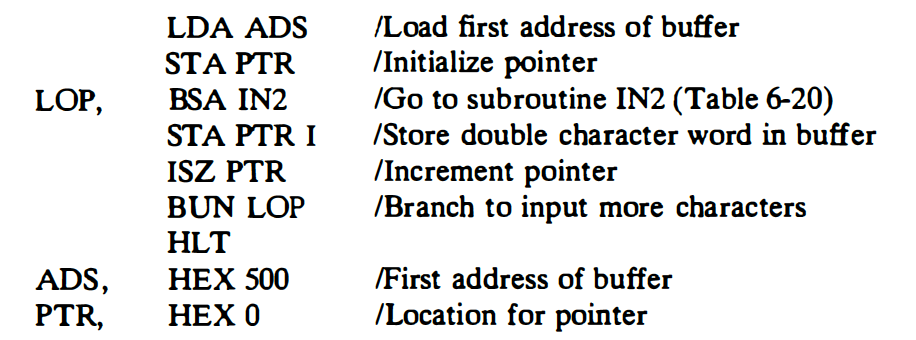 LDA ADS /Load first address of buffer
STA PTR /Initialize pointer
LOP, BSA IN2 /Go to subroutine IN2 (Table 6-20)
STA PTR I /Store double character word in buffer
ISZ PTR /Increment pointer
BUN LOP /Branch to input more characters
HLT
ADS, HEX 500 /First address of buffer
PTR, HEX 0 /Location for pointer